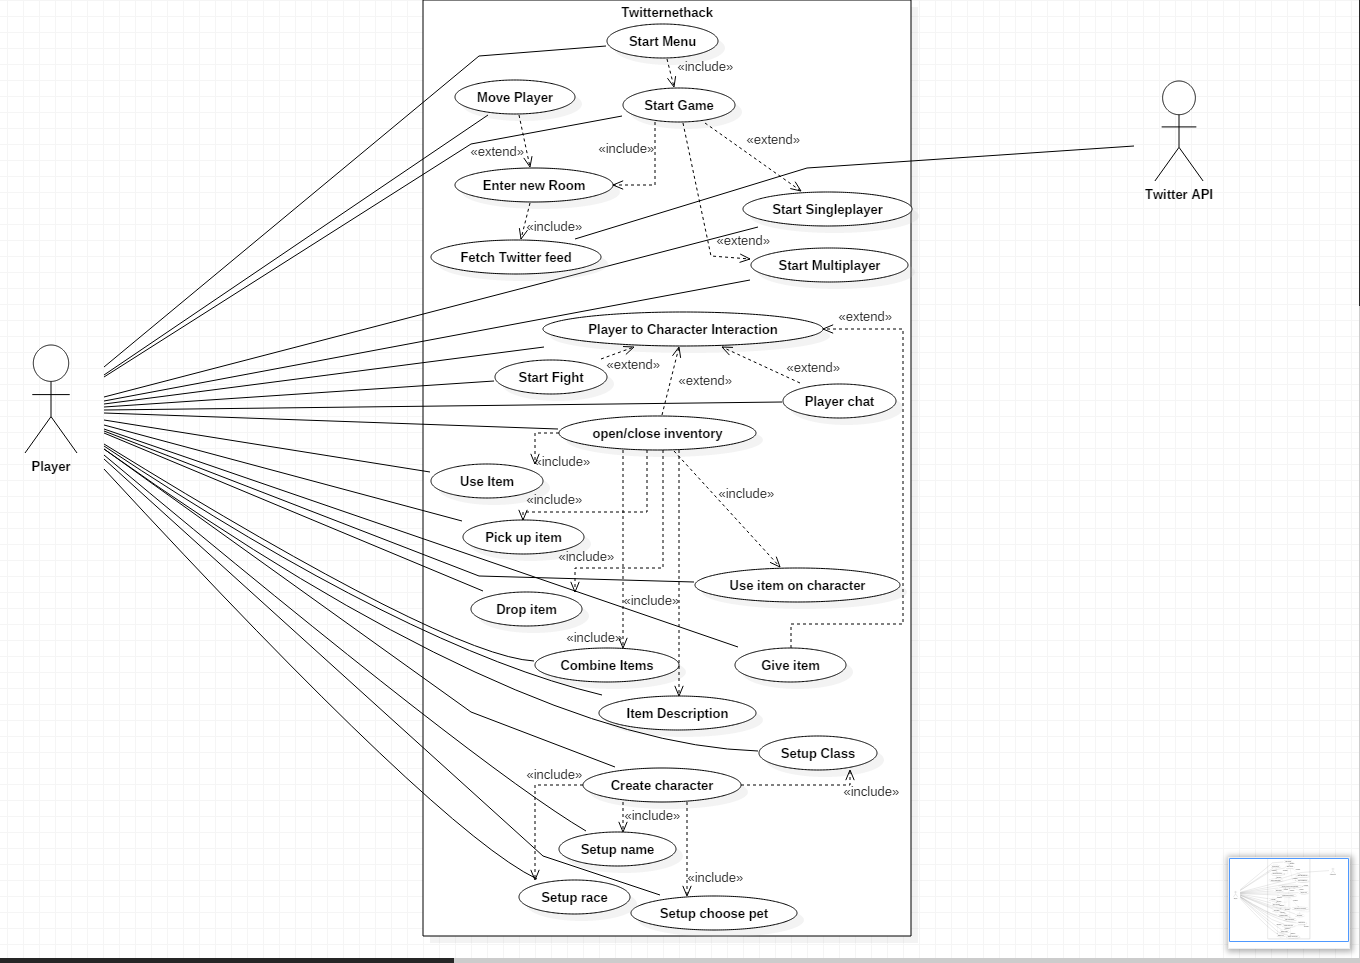 Twitternethack
Start Menu
«include»
Move Player
Start Game
«extend»
«include»
«extend»
Enter new Room
Twitter API
Start Singleplayer
«include»
«extend»
Fetch Twitter feed
Start Multiplayer
«extend»
Player to Character Interaction
«extend»
«extend»
Start Fight
«extend»
Player chat
open/close inventory
«include»
Player
Use Item
«include»
«include»
Pick up item
«include»
Use item on character
«include»
Drop item
«include»
Combine Items
Give item
Item Description
Setup Class
«include»
Create character
«include»
«include»
Setup name
«include»
Setup race
Setup choose pet